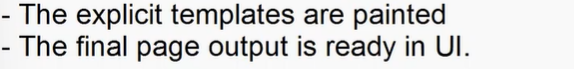 - The explicit templates are painted
- The final page output is ready in UI.